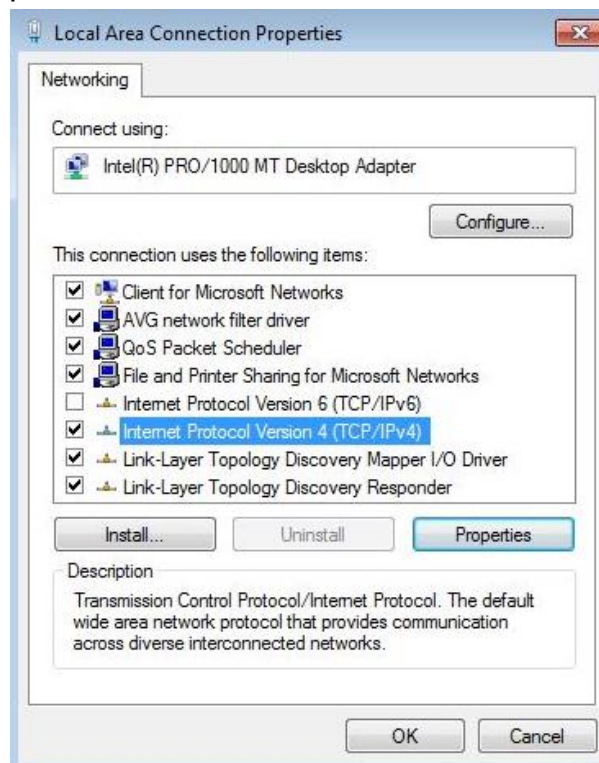 Local Area Connection Properties
Networking
Connect using:
Intel(R) PRO/1000 MT Desktop Adapter
Configure...
This connection uses the following items:
Client for Microsoft Networks
AVG network filter driver
QoS Packet Scheduler
File and Printer Sharing for Microsoft Networks
Internet Protocol Version 6 (TCP/IPv6)
Internet Protocol Version 4 (TCP/IPv4)
Link-Layer Topology Discovery Mapper I/O Driver
Link-Layer Topology Discovery Responder
Install... Uninstall Properties
Description
Transmission Control Protocol/Internet Protocol. The default
wide area network protocol that provides communication
across diverse interconnected networks.
OK Cancel